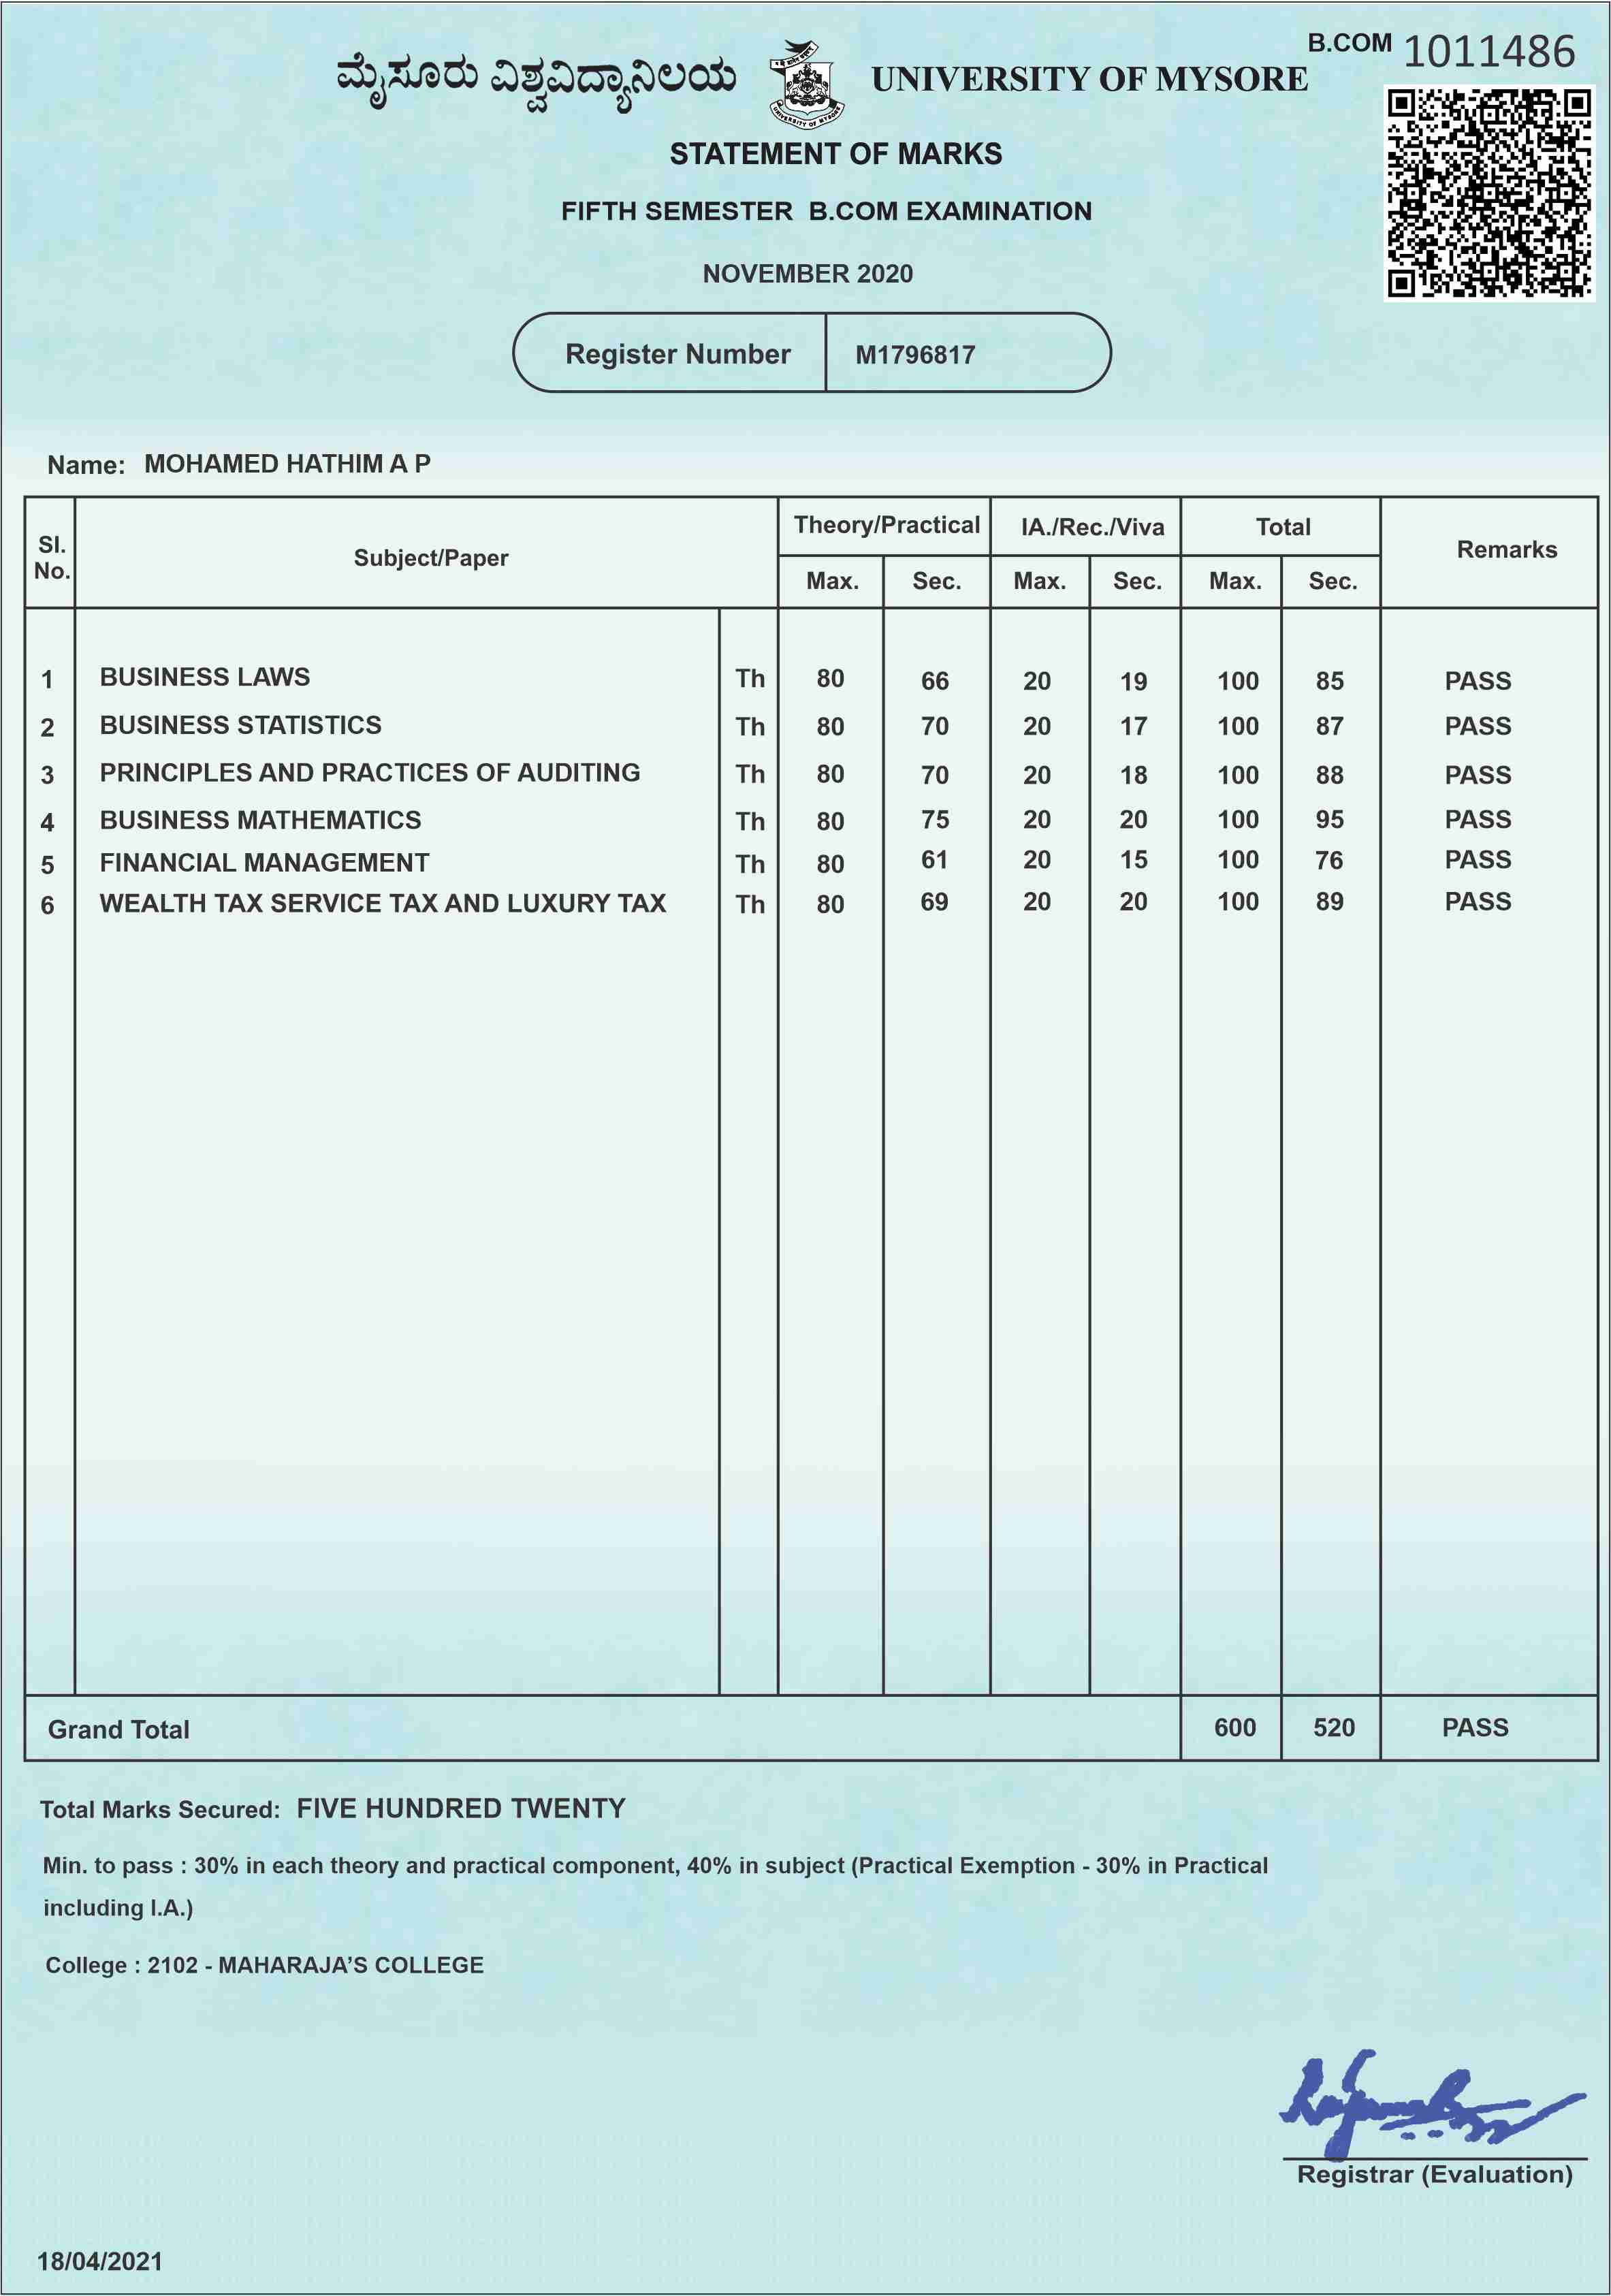 B.COM 1011486
ಮೈಸೂರು ವಿಶ್ವವಿದ್ಯಾನಿಲಯ UNIVERSITY OF MYSORE
UNIVERSITY OF MYSORE
STATEMENT OF MARKS
FIFTH SEMESTER B.COM EXAMINATION
NOVEMBER 2020
Register Number M1796817
Name: MOHAMED HATHIM A P
Sl. No. Subject/Paper Theory/Practical IA./Rec./Viva Total Remarks
Max. Sec. Max. Sec. Max. Sec.
1 BUSINESS LAWS Th 80 66 20 19 100 85 PASS
2 BUSINESS STATISTICS Th 80 70 20 17 100 87 PASS
3 PRINCIPLES AND PRACTICES OF AUDITING Th 80 70 20 18 100 88 PASS
4 BUSINESS MATHEMATICS Th 80 75 20 20 100 95 PASS
5 FINANCIAL MANAGEMENT Th 80 61 20 15 100 76 PASS
6 WEALTH TAX SERVICE TAX AND LUXURY TAX Th 80 69 20 20 100 89 PASS
Grand Total 600 520 PASS
Total Marks Secured: FIVE HUNDRED TWENTY
Min. to pass : 30% in each theory and practical component, 40% in subject (Practical Exemption - 30% in Practical
including I.A.)
College : 2102 - MAHARAJA’S COLLEGE
Registrar (Evaluation)
18/04/2021